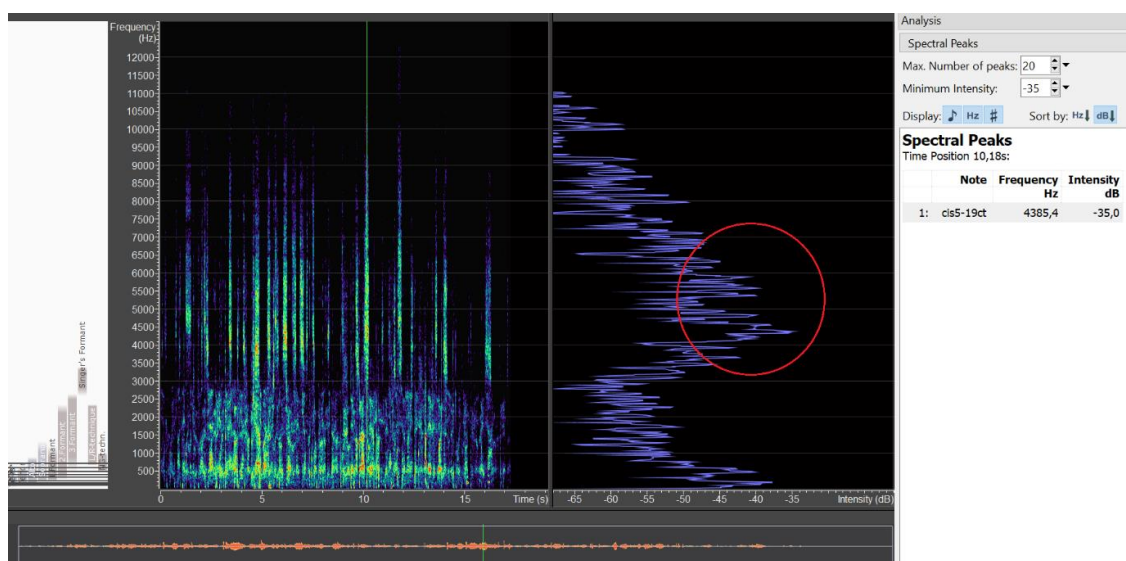 Frequency
(Hz)
12000
11500
11000
10500
10000
9500
9000
8500
8000
7500
7000
6500
6000
5500
5000
4500
4000
3500
3000
2500
2000
1500
1000
500
Singer's Formant
3 Formant
0 5 10 15 Time (s)
-65 -60 -55 -50 -45 -40 -35 Intensity (dB)
Analysis
Spectral Peaks
Max. Number of peaks: 20
Minimum Intensity: -35
Display: Hz # Sort by: Hz dB
Spectral Peaks
Time Position 10,18s:
Note Frequency Intensity
Hz dB
1: cis5-19ct 4385,4 -35,0